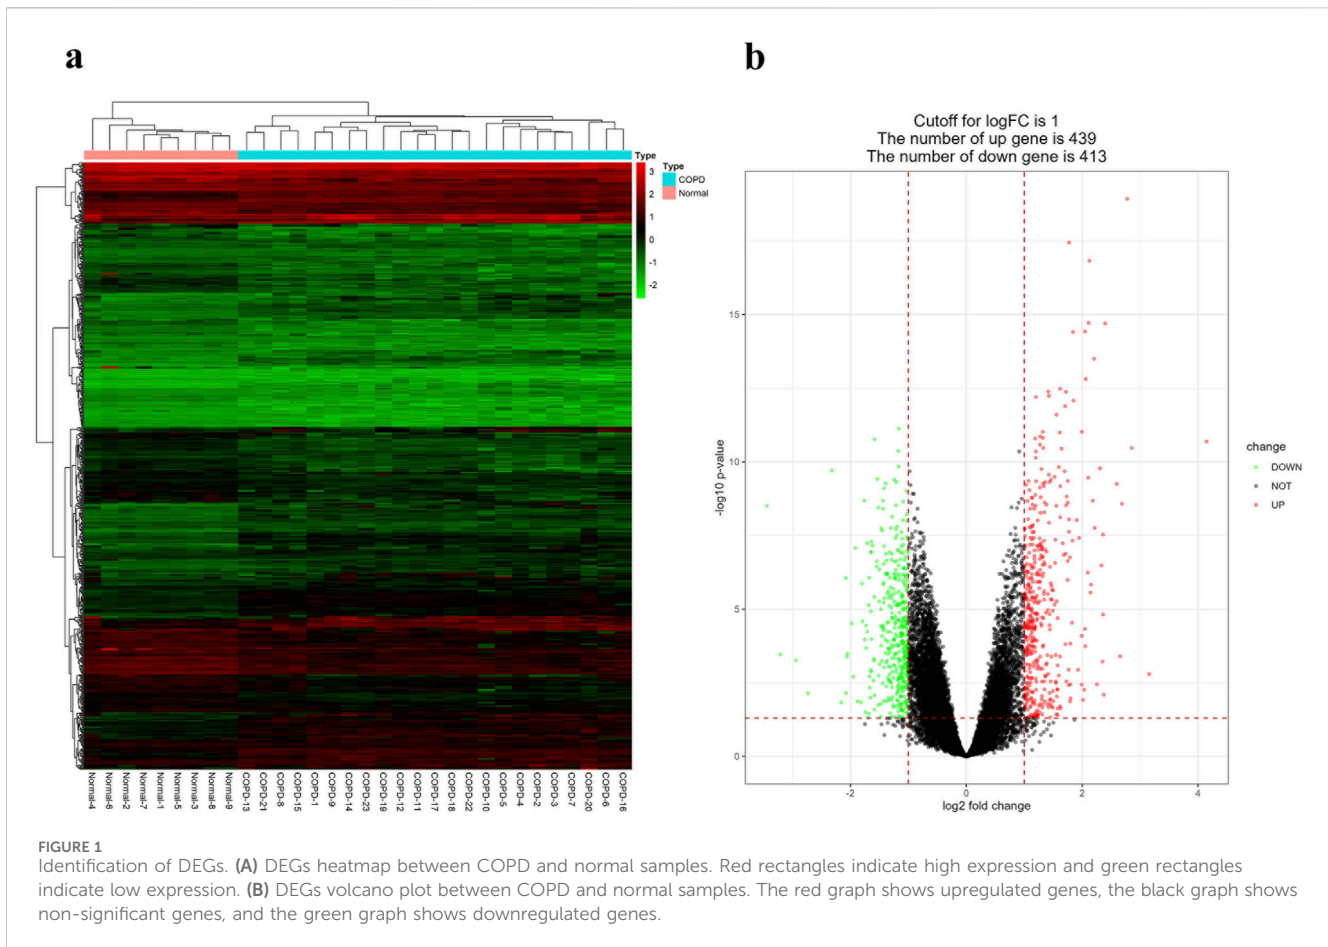 a
b
Type
3
2
1
0
-1
-2
Type
COPD
Normal
Normal-4
Normal-6
Normal-2
Normal-7
Normal-1
Normal-5
Normal-3
Normal-8
Normal-9
COPD-13
COPD-21
COPD-8
COPD-15
COPD-1
COPD-9
COPD-14
COPD-23
COPD-19
COPD-12
COPD-11
COPD-17
COPD-18
COPD-22
COPD-10
COPD-5
COPD-4
COPD-2
COPD-3
COPD-7
COPD-20
COPD-6
COPD-16
Cutoff for logFC is 1
The number of up gene is 439
The number of down gene is 413
-log10 p-value
15
10
5
0
-2
0
2
4
log2 fold change
change
DOWN
NOT
UP
FIGURE 1
Identification of DEGs. (A) DEGs heatmap between COPD and normal samples. Red rectangles indicate high expression and green rectangles
indicate low expression. (B) DEGs volcano plot between COPD and normal samples. The red graph shows upregulated genes, the black graph shows
non-significant genes, and the green graph shows downregulated genes.